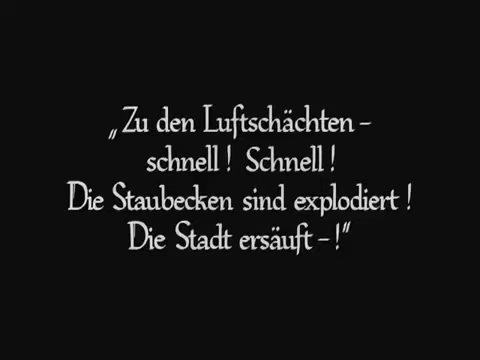 „Zu den Luftschächten –
schnell! Schnell!
Die Staubecken sind explodiert!
Die Stadt ersäuft –!"